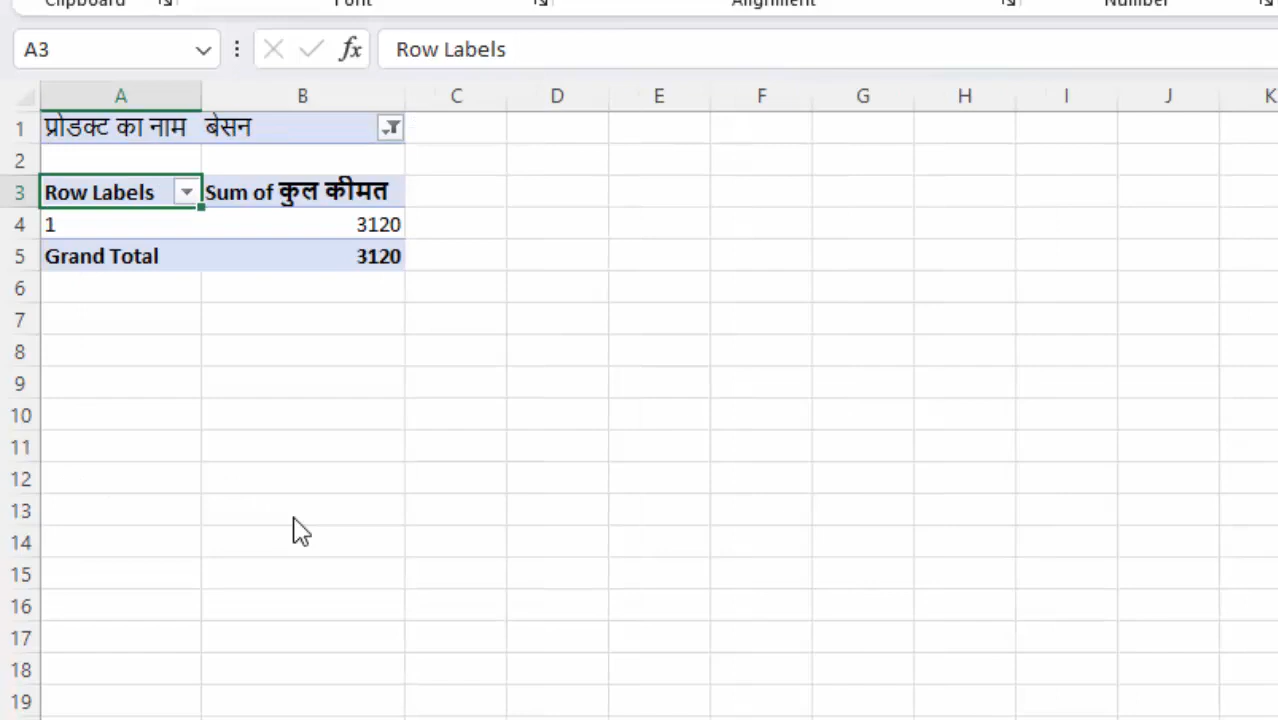 Clipboard Font Alignment Number
A3 fx Row Labels
A B C D E F G H I J K
1 प्रोडक्ट का नाम बेसन
2
3 Row Labels Sum of कुल कीमत
4 1 3120
5 Grand Total 3120
6
7
8
9
10
11
12
13
14
15
16
17
18
19